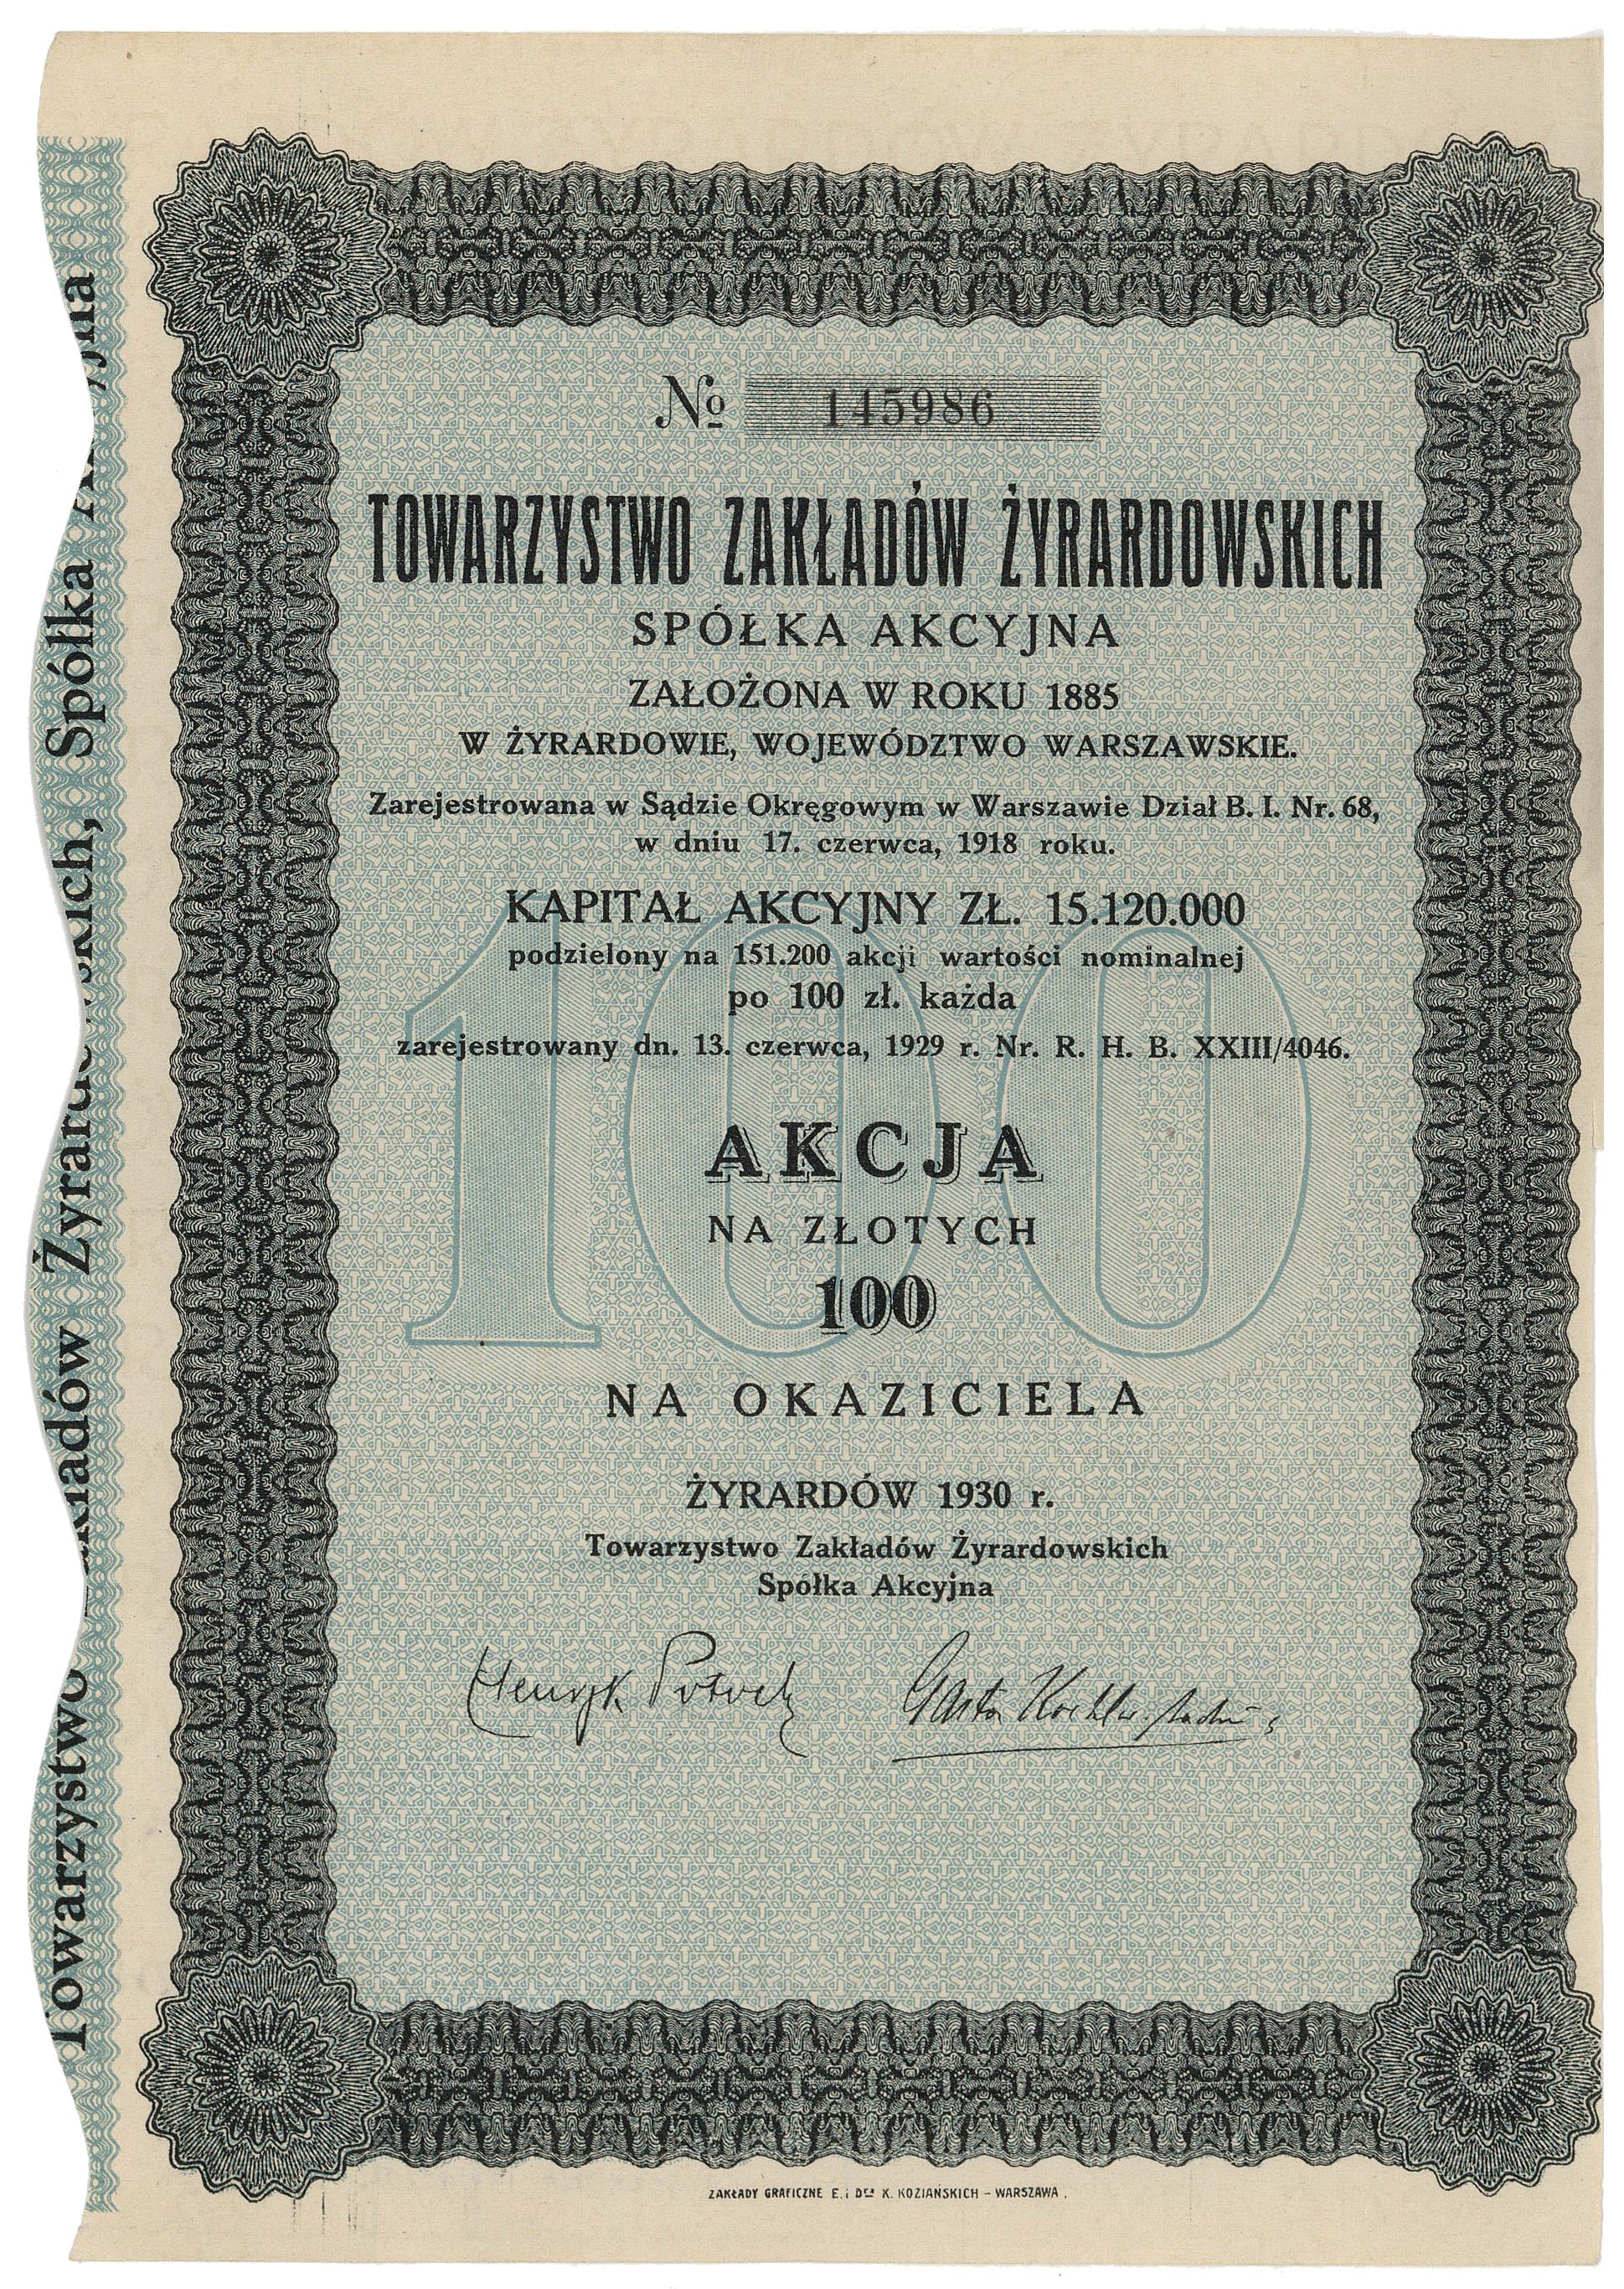 № 145986
TOWARZYSTWO ZAKŁADÓW ŻYRARDOWSKICH
SPÓŁKA AKCYJNA
ZAŁOŻONA W ROKU 1885
W ŻYRARDOWIE, WOJEWÓDZTWO WARSZAWSKIE.
Zarejestrowana w Sądzie Okręgowym w Warszawie Dział B. I. Nr. 68,
w dniu 17. czerwca, 1918 roku.
KAPITAŁ AKCYJNY ZŁ. 15.120.000
podzielony na 151.200 akcji wartości nominalnej
po 100 zł. każda
zarejestrowany dn. 13. czerwca, 1929 r. Nr. R. H. B. XXIII/4046.
100
AKCJA
NA ZŁOTYCH
100
NA OKAZICIELA
ŻYRARDÓW 1930 r.
Towarzystwo Zakładów Żyrardowskich
Spółka Akcyjna
Henryk
ZAKŁADY GRAFICZNE E. i Dra K. KOZIAŃSKICH – WARSZAWA.
Towarzystwo Zakładów Żyrardowskich, Spółka Akcyjna